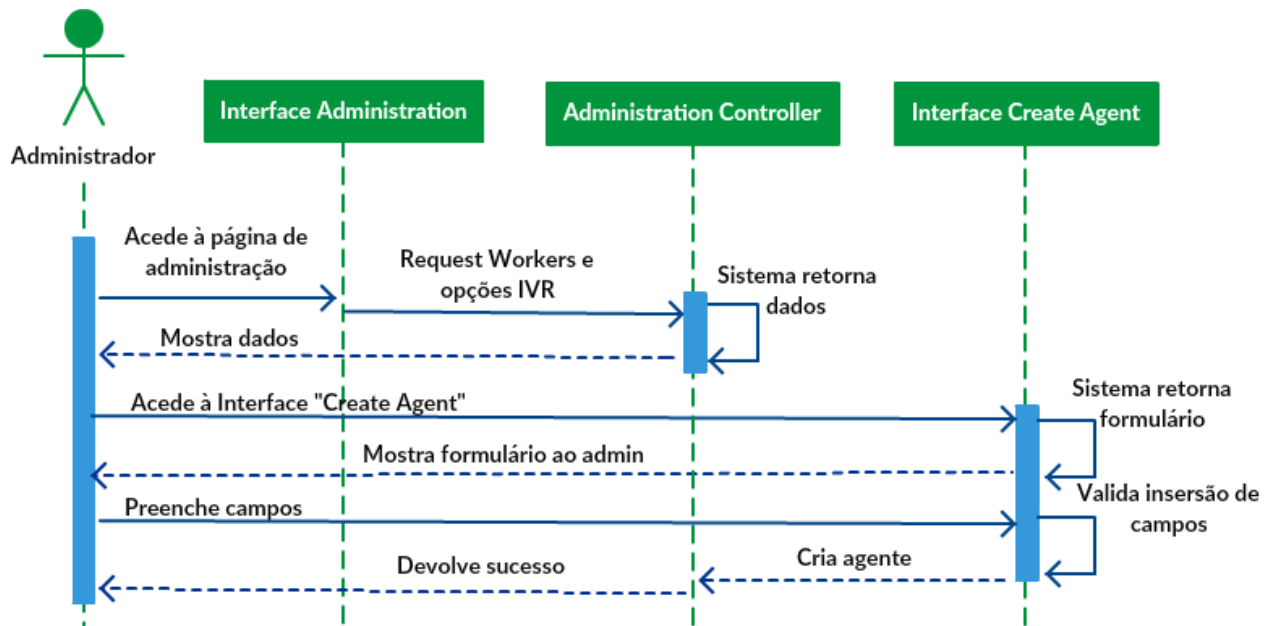 Interface Administration
Administration Controller
Interface Create Agent
Administrador
Acede à página de
administração
Request Workers e
opções IVR
Sistema retorna
dados
Mostra dados
Acede à Interface "Create Agent"
Sistema retorna
formulário
Mostra formulário ao admin
Preenche campos
Valida insersão de
campos
Cria agente
Devolve sucesso